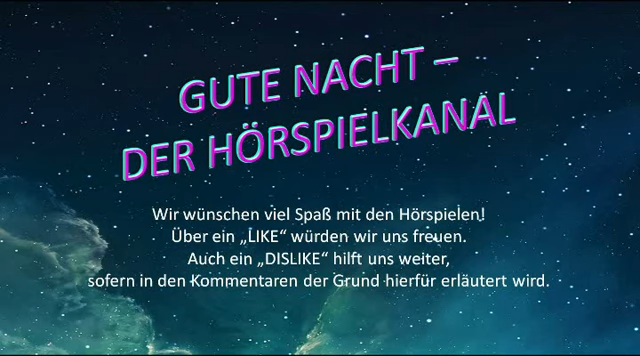 GUTE NACHT –
DER HÖRSPIELKANAL
Wir wünschen viel Spaß mit den Hörspielen!
Über ein „LIKE“ würden wir uns freuen.
Auch ein „DISLIKE“ hilft uns weiter,
sofern in den Kommentaren der Grund hierfür erläutert wird.